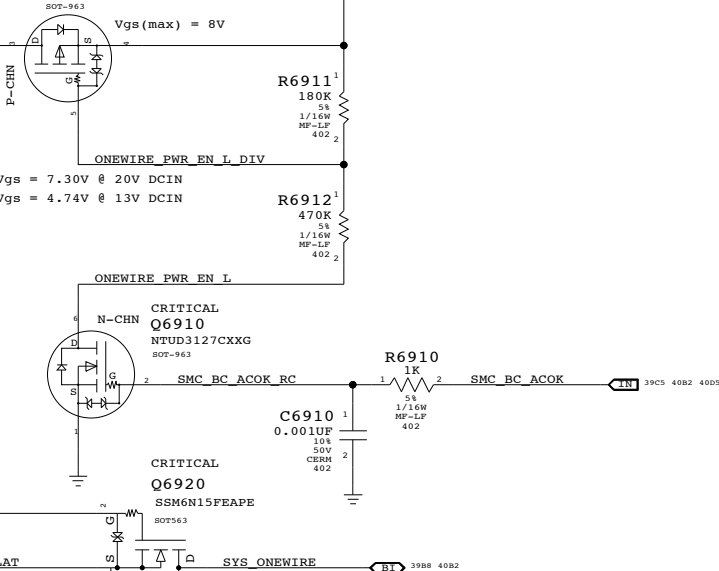 SOT-963
Vgs(max) = 8V
D
S
3
4
G
P-CHN
5
R6911
1
180K
5%
1/16W
MF-LF
402
2
ONEWIRE_PWR_EN_L_DIV
Vgs = 7.30V @ 20V DCIN
Vgs = 4.74V @ 13V DCIN
R6912
1
470K
5%
1/16W
MF-LF
402
2
ONEWIRE_PWR_EN_L
6
N-CHN
CRITICAL
Q6910
NTUD3127CXXG
SOT-963
D
G
S
2
SMC_BC_ACOK_RC
1
R6910
1K
1
2
5%
1/16W
MF-LF
402
SMC_BC_ACOK
IN
39C5 40B2 40D5
C6910
1
0.001UF
10%
50V
CERM
402
2
CRITICAL
Q6920
SSM6N15FEAPE
SOT563
2
G
S
D
LAT
SYS_ONEWIRE
BI
39B8 40B2